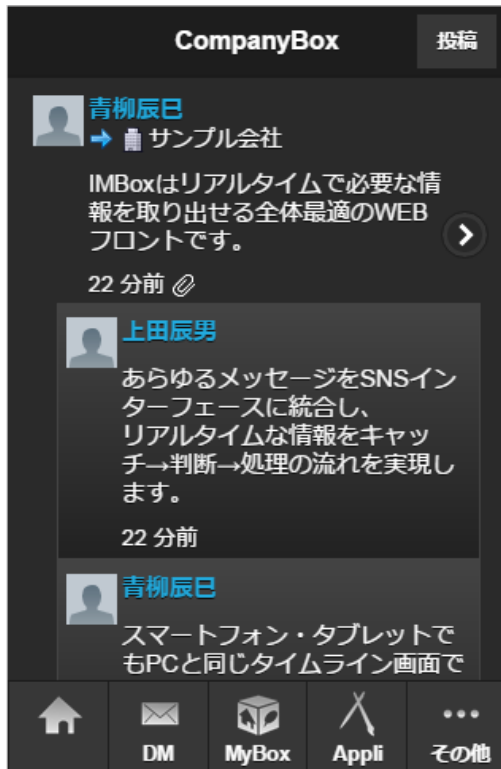 CompanyBox
投稿
青柳辰巳
サンプル会社
IMBoxはリアルタイムで必要な情
報を取り出せる全体最適のWEB
フロントです。
22 分前
上田辰男
あらゆるメッセージをSNSイン
ターフェースに統合し、
リアルタイムな情報をキャッ
チ→判断→処理の流れを実現し
ます。
22 分前
青柳辰巳
スマートフォン・タブレットで
もPCと同じタイムライン画面で
DM
MyBox
Appli
その他